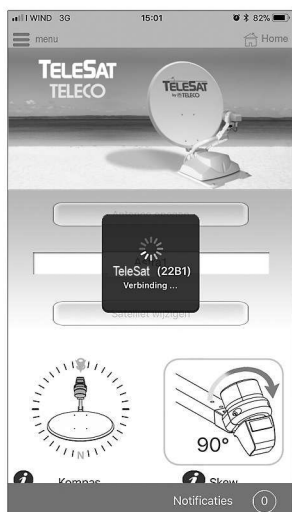 I WIND 3G 15:01 82%
menu Home
TELESAT
TELECO
TELESAT
by TELECO
TeleSat (22B1)
Verbinding ...
Satelliet wijzigen
N
90°
Kompas
Skew
Notificaties 0